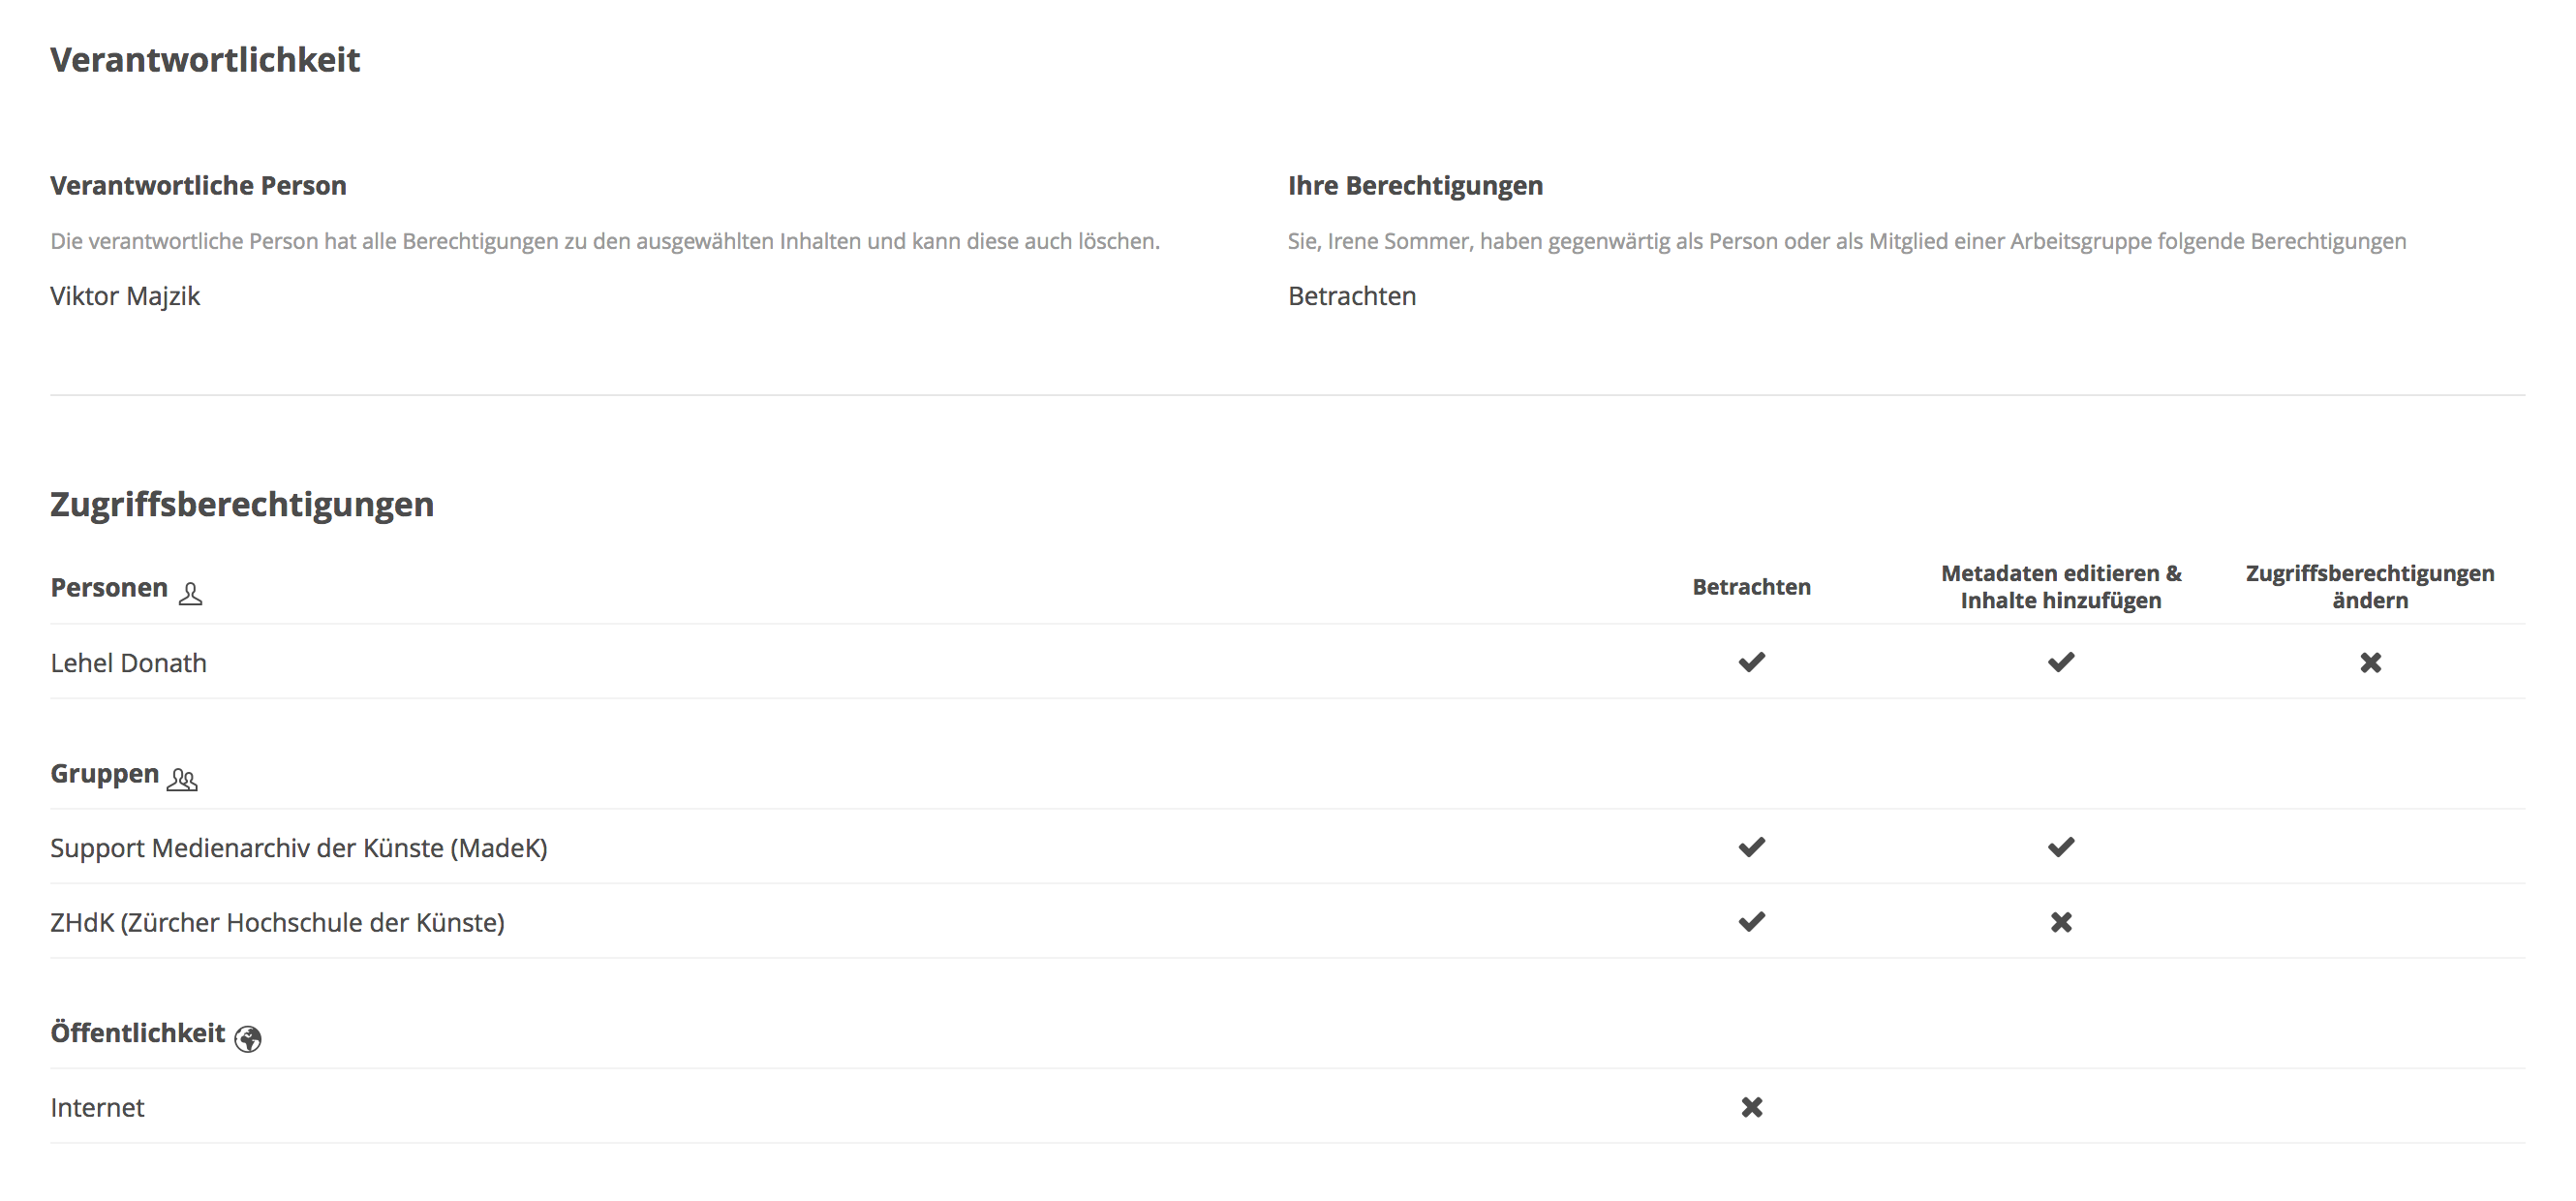 Verantwortlichkeit
Verantwortliche Person
Die verantwortliche Person hat alle Berechtigungen zu den ausgewählten Inhalten und kann diese auch löschen.
Viktor Majzik
Ihre Berechtigungen
Sie, Irene Sommer, haben gegenwärtig als Person oder als Mitglied einer Arbeitsgruppe folgende Berechtigungen
Betrachten
Zugriffsberechtigungen
Personen
Betrachten
Metadaten editieren &
Inhalte hinzufügen
Zugriffsberechtigungen
ändern
Lehel Donath
Gruppen
Support Medienarchiv der Künste (MadeK)
ZHdK (Zürcher Hochschule der Künste)
Öffentlichkeit
Internet